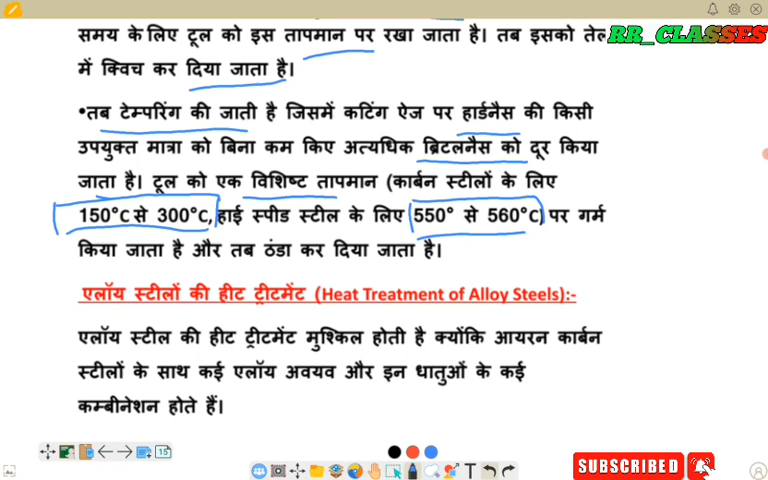 RR_CLASSES
समय के लिए टूल को इस तापमान पर रखा जाता है। तब इसको तेल
में क्विच कर दिया जाता है।
•तब टेम्परिंग की जाती है जिसमें कटिंग ऐज पर हार्डनैस की किसी
उपयुक्त मात्रा को बिना कम किए अत्यधिक ब्रिटलनैस को दूर किया
जाता है। टूल को एक विशिष्ट तापमान (कार्बन स्टीलों के लिए
150°C से 300°C, हाई स्पीड स्टील के लिए 550° से 560°C) पर गर्म
किया जाता है और तब ठंडा कर दिया जाता है।
एलॉय स्टीलों की हीट ट्रीटमेंट (Heat Treatment of Alloy Steels):-
एलॉय स्टील की हीट ट्रीटमेंट मुश्किल होती है क्योंकि आयरन कार्बन
स्टीलों के साथ कई एलॉय अवयव और इन धातुओं के कई
कम्बीनेशन होते हैं।
15
T
SUBSCRIBED